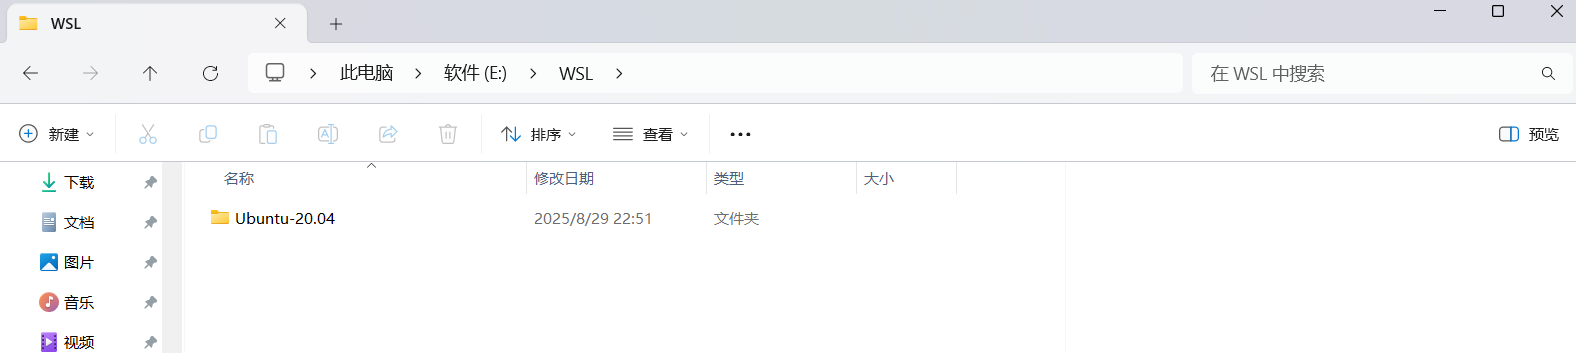 WSL
此电脑 软件 (E:) WSL
在 WSL 中搜索
新建 排序 查看 预览
下载
文档
图片
音乐
视频
名称 修改日期 类型 大小
Ubuntu-20.04 2025/8/29 22:51 文件夹